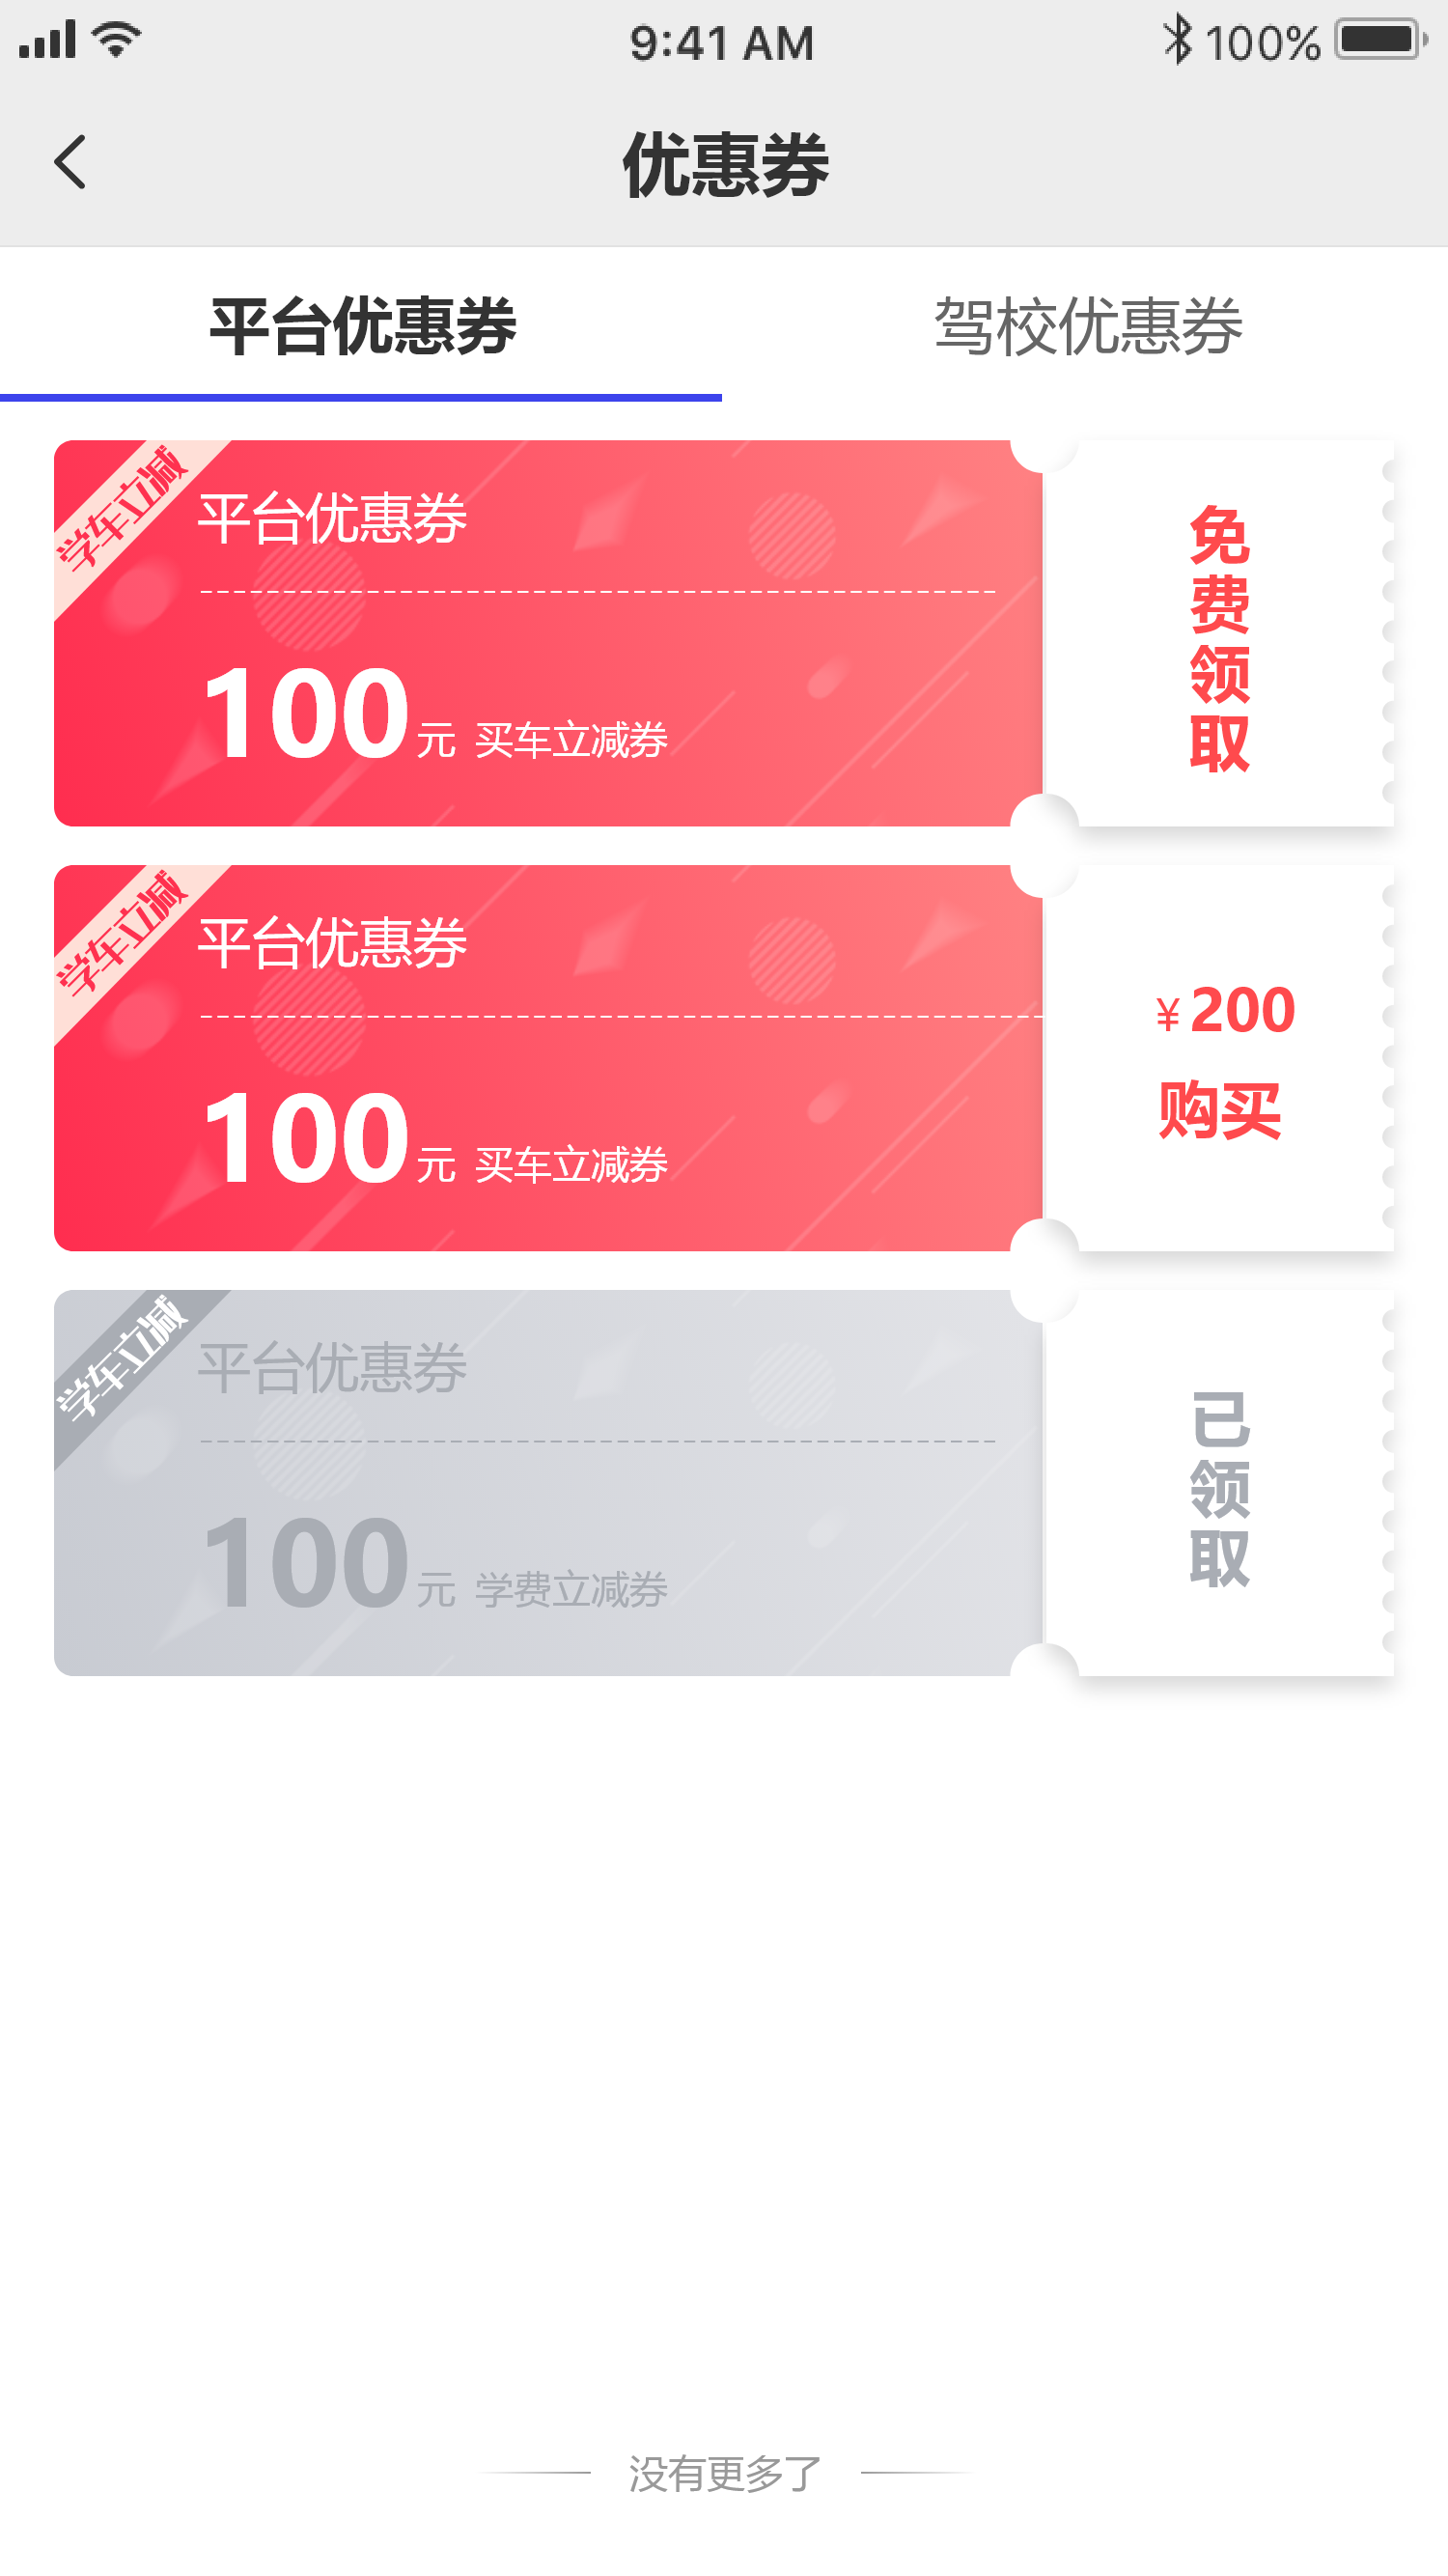 9:41 AM
100%
优惠券
平台优惠券
驾校优惠券
学车立减
平台优惠券
100元 买车立减券
免费领取
学车立减
平台优惠券
100元 买车立减券
¥200
购买
学车立减
平台优惠券
100元 学费立减券
已领取
没有更多了